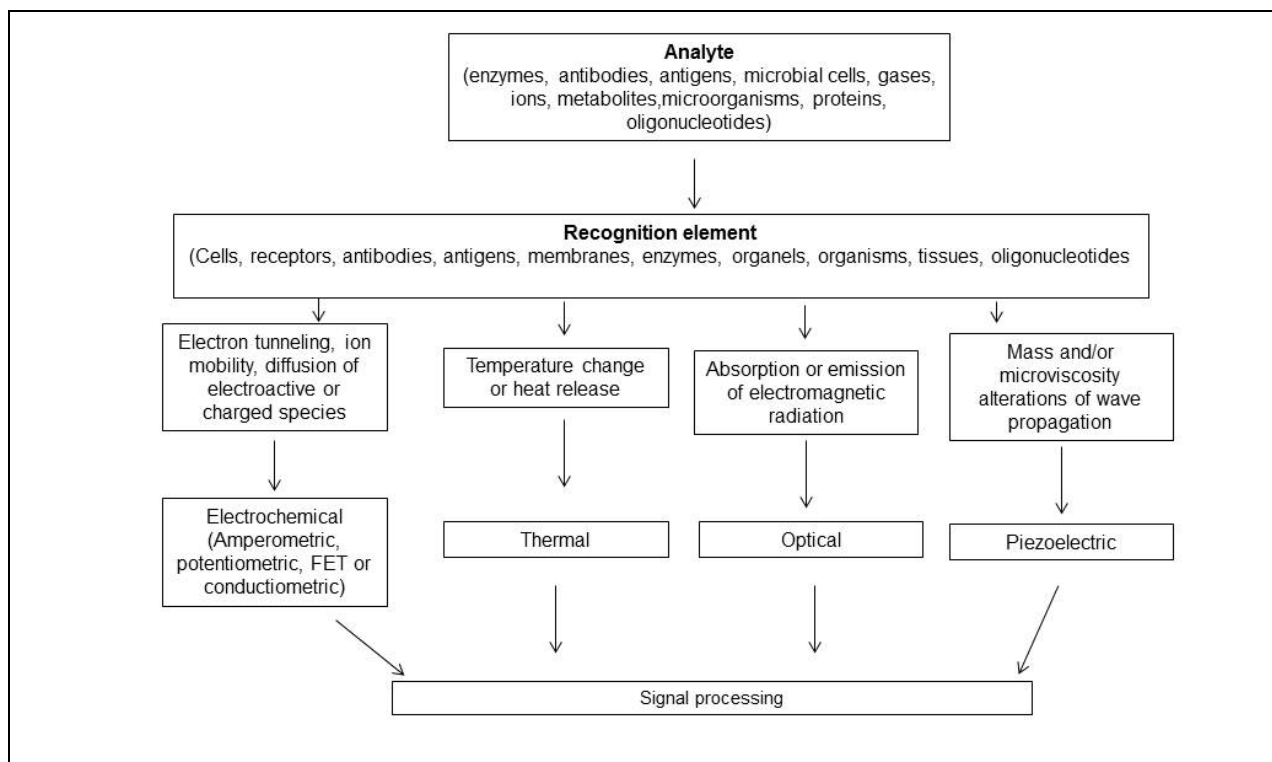 Analyte
(enzymes, antibodies, antigens, microbial cells, gases,
ions, metabolites,microorganisms, proteins,
oligonucleotides)
Recognition element
(Cells, receptors, antibodies, antigens, membranes, enzymes, organels, organisms, tissues, oligonucleotides
Electron tunneling, ion
mobility, diffusion of
electroactive or
charged species
Temperature change
or heat release
Absorption or emission
of electromagnetic
radiation
Mass and/or
microviscosity
alterations of wave
propagation
Electrochemical
(Amperometric,
potentiometric, FET or
conductiometric)
Thermal
Optical
Piezoelectric
Signal processing